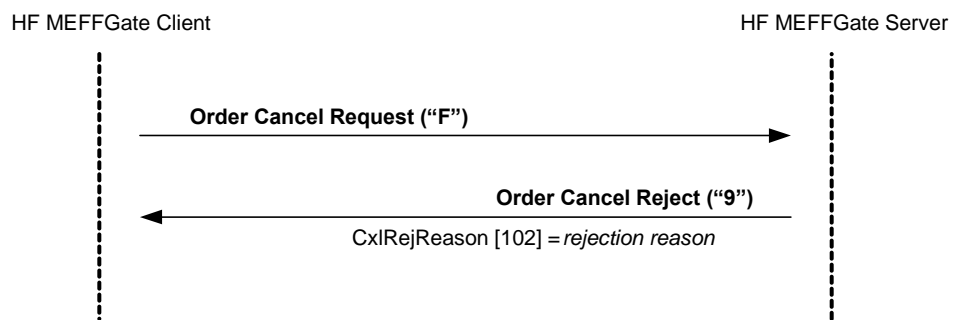 HF MEFFGate Client
HF MEFFGate Server
Order Cancel Request (“F”)
Order Cancel Reject (“9”)
CxlRejReason [102] = rejection reason